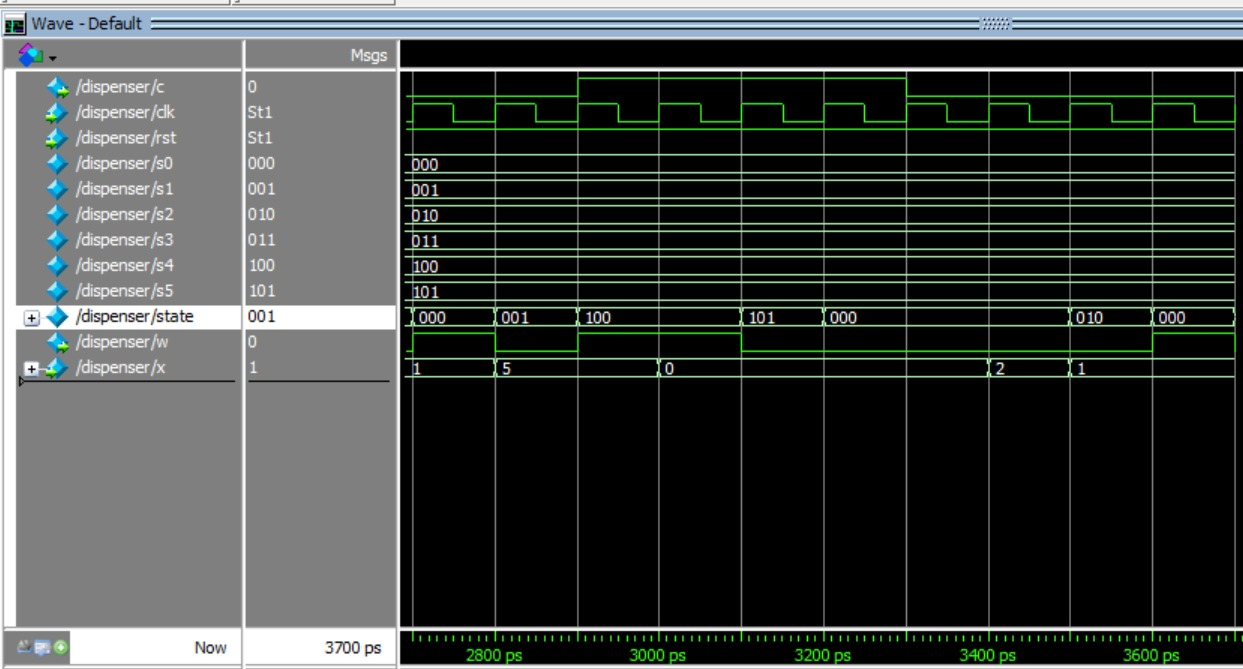 Wave - Default
Msgs
/dispenser/c 0
/dispenser/clk St1
/dispenser/rst St1
/dispenser/s0 000 000
/dispenser/s1 001 001
/dispenser/s2 010 010
/dispenser/s3 011 011
/dispenser/s4 100 100
/dispenser/s5 101 101
/dispenser/state 001 000 001 100 101 000 010 000
/dispenser/w 0
/dispenser/x 1 1 5 0 2 1
Now 3700 ps 2800 ps 3000 ps 3200 ps 3400 ps 3600 ps